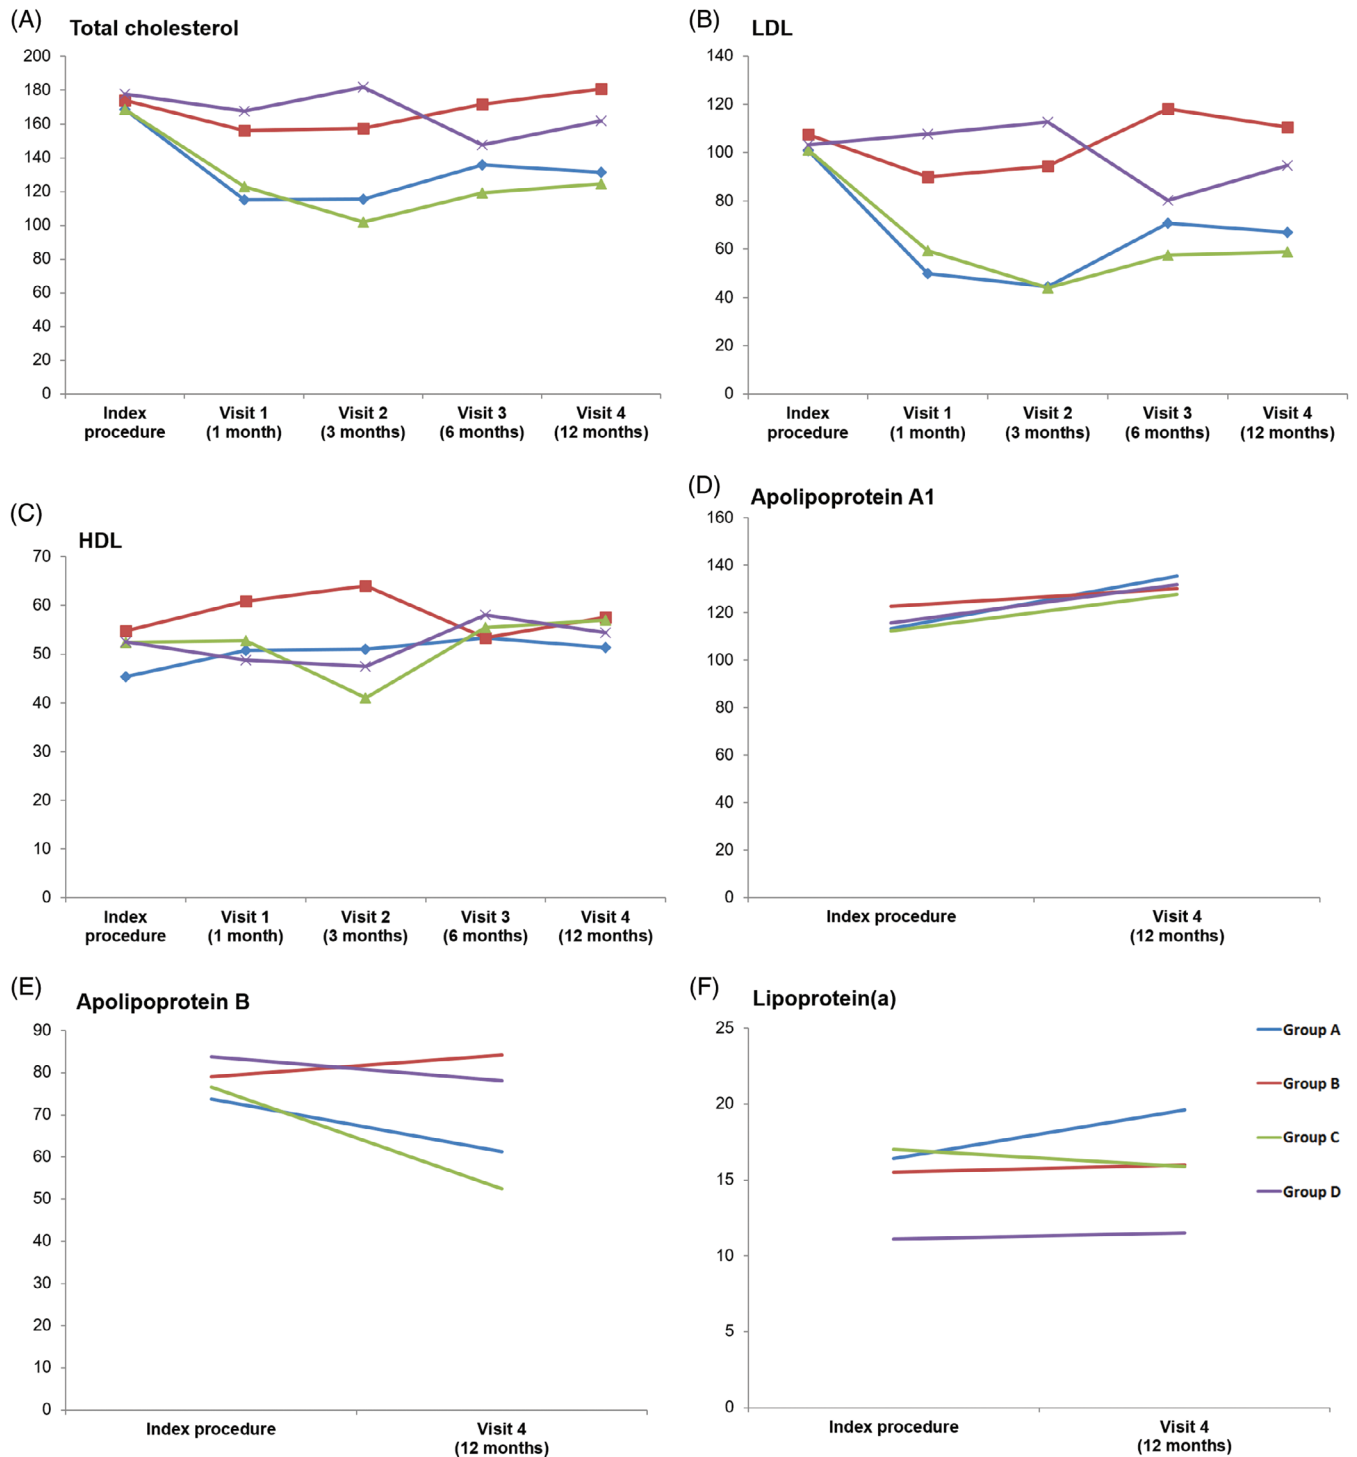 (A)
Total cholesterol
200
180
160
140
120
100
80
60
40
20
0
Index procedure
Visit 1 (1 month)
Visit 2 (3 months)
Visit 3 (6 months)
Visit 4 (12 months)
(B)
LDL
140
120
100
80
60
40
20
0
Index procedure
Visit 1 (1 month)
Visit 2 (3 months)
Visit 3 (6 months)
Visit 4 (12 months)
(C)
HDL
70
60
50
40
30
20
10
0
Index procedure
Visit 1 (1 month)
Visit 2 (3 months)
Visit 3 (6 months)
Visit 4 (12 months)
(D)
Apolipoprotein A1
160
140
120
100
80
60
40
20
0
Index procedure
Visit 4 (12 months)
(E)
Apolipoprotein B
90
80
70
60
50
40
30
20
10
0
Index procedure
Visit 4 (12 months)
(F)
Lipoprotein(a)
25
20
15
10
5
0
Index procedure
Visit 4 (12 months)
Group A
Group B
Group C
Group D